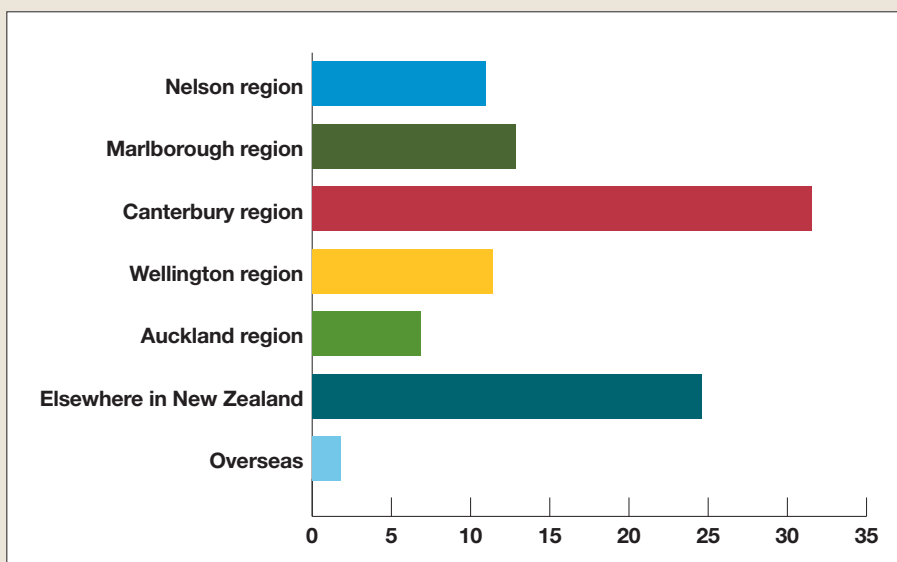 Nelson region
Marlborough region
Canterbury region
Wellington region
Auckland region
Elsewhere in New Zealand
Overseas
0 5 10 15 20 25 30 35